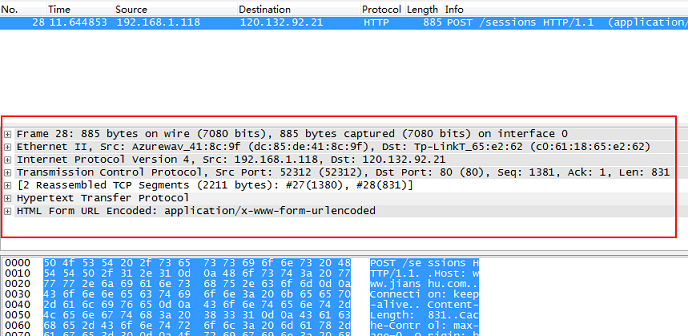 No. Time Source Destination Protocol Length Info
28 11.644853 192.168.1.118 120.132.92.21 HTTP 885 POST /sessions HTTP/1.1 (application/
Frame 28: 885 bytes on wire (7080 bits), 885 bytes captured (7080 bits) on interface 0
Ethernet II, Src: Azurewav_41:8c:9f (dc:85:de:41:8c:9f), Dst: Tp-LinkT_65:e2:62 (c0:61:18:65:e2:62)
Internet Protocol Version 4, Src: 192.168.1.118, Dst: 120.132.92.21
Transmission Control Protocol, Src Port: 52312 (52312), Dst Port: 80 (80), Seq: 1381, Ack: 1, Len: 831
[2 Reassembled TCP Segments (2211 bytes): #27(1380), #28(831)]
Hypertext Transfer Protocol
HTML Form URL Encoded: application/x-www-form-urlencoded
0000 50 4f 53 54 20 2f 73 65 73 73 69 6f 6e 73 20 48 POST /se ssions H
0010 54 54 50 2f 31 2e 31 0d 0a 48 6f 73 74 3a 20 77 TTP/1.1. .Host: w
0020 77 77 2e 6a 69 61 6e 73 68 75 2e 63 6f 6d 0d 0a ww.jians hu.com..
0030 43 6f 6e 6e 65 63 74 69 6f 6e 3a 20 6b 65 65 70 Connecti on: keep
0040 2d 61 6c 69 76 65 0d 0a 43 6f 6e 74 65 6e 74 2d -alive.. Content-
0050 4c 65 6e 67 74 68 3a 20 38 33 31 0d 0a 43 61 63 Length: 831..Cac
0060 68 65 2d 43 6f 6e 74 72 6f 6c 3a 20 6d 61 78 2d he-Contr ol: max-